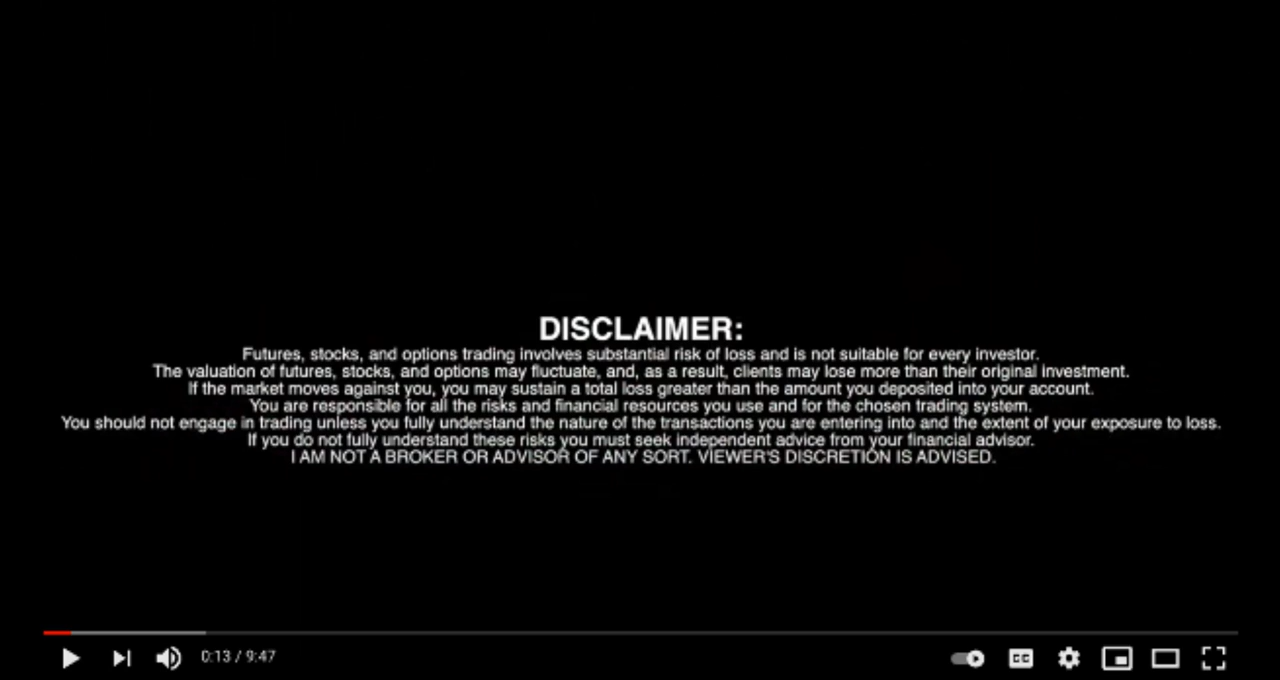 DISCLAIMER:
Futures, stocks, and options trading involves substantial risk of loss and is not suitable for every investor.
The valuation of futures, stocks, and options may fluctuate, and, as a result, clients may lose more than their original investment.
If the market moves against you, you may sustain a total loss greater than the amount you deposited into your account.
You are responsible for all the risks and financial resources you use and for the chosen trading system.
You should not engage in trading unless you fully understand the nature of the transactions you are entering into and the extent of your exposure to loss.
If you do not fully understand these risks you must seek independent advice from your financial advisor.
I AM NOT A BROKER OR ADVISOR OF ANY SORT. VIEWER'S DISCRETION IS ADVISED.
0:13 / 9:47
CC